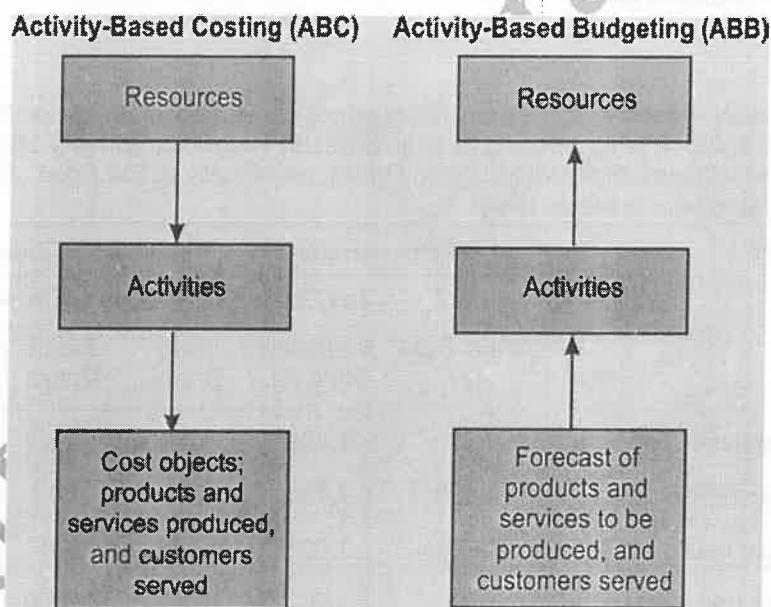 Activity-Based Costing (ABC)
Activity-Based Budgeting (ABB)
Resources
Activities
Cost objects;
products and
services produced,
and customers
served
Resources
Activities
Forecast of
products and
services to be
produced, and
customers served